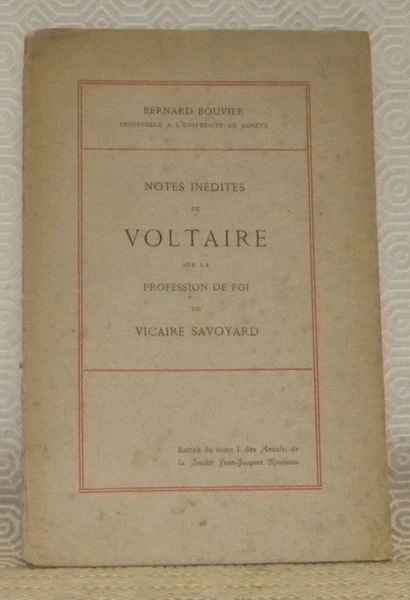 BERNARD BOUVIER
PROFESSEUR A L'UNIVERSITÉ DE GENÈVE
NOTES INÉDITES
DE
VOLTAIRE
SUR LA
PROFESSION DE FOI
DU
VICAIRE SAVOYARD
Extrait du tome I des Annales de
la Société Jean-Jacques Rousseau